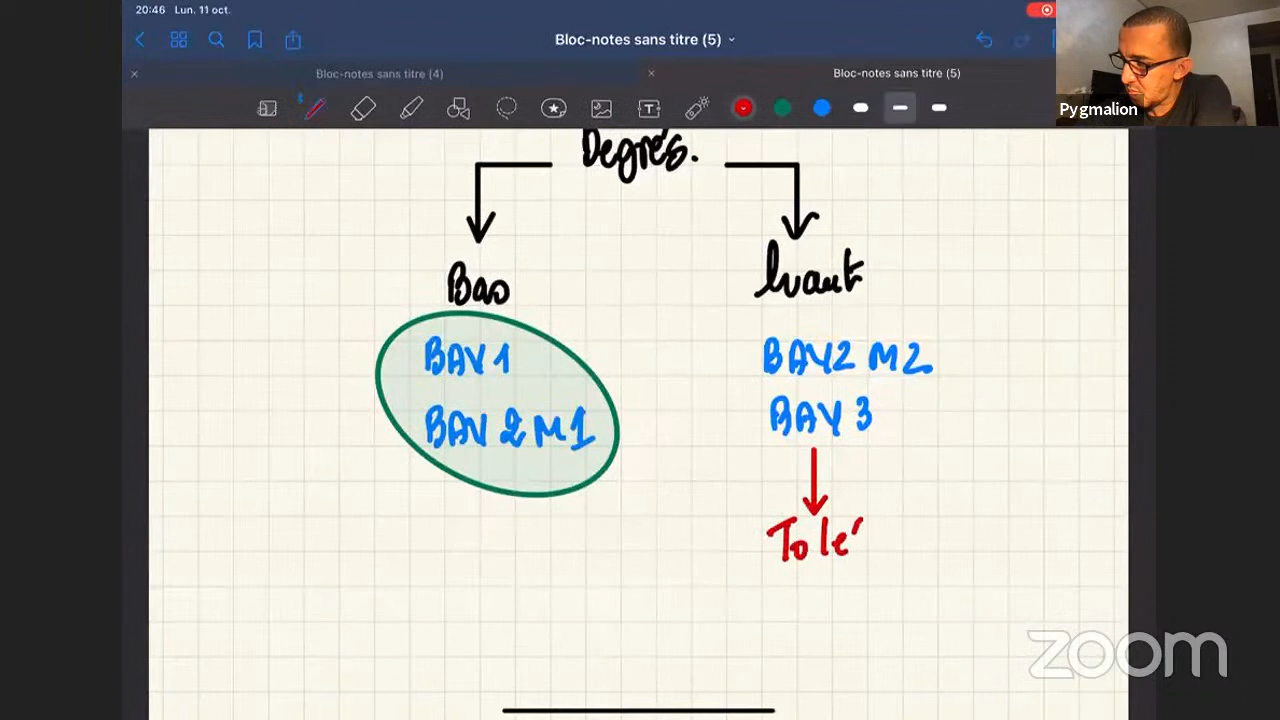 20:46 Lun. 11 oct.
Bloc-notes sans titre (5)
Bloc-notes sans titre (4)
Bloc-notes sans titre (5)
Pygmalion
Degrés.
Bas
BAV 1
BAV 2 M1
BAV2 M2
BAV 3
Tolé
zoom